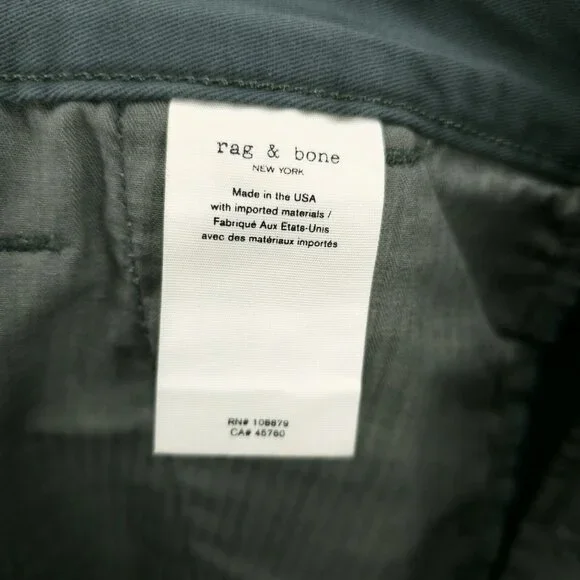 rag & bone
NEW YORK
Made in the USA
with imported materials /
Fabriqué Aux Etats-Unis
avec des matériaux importés
RN# 108879
CA# 45760